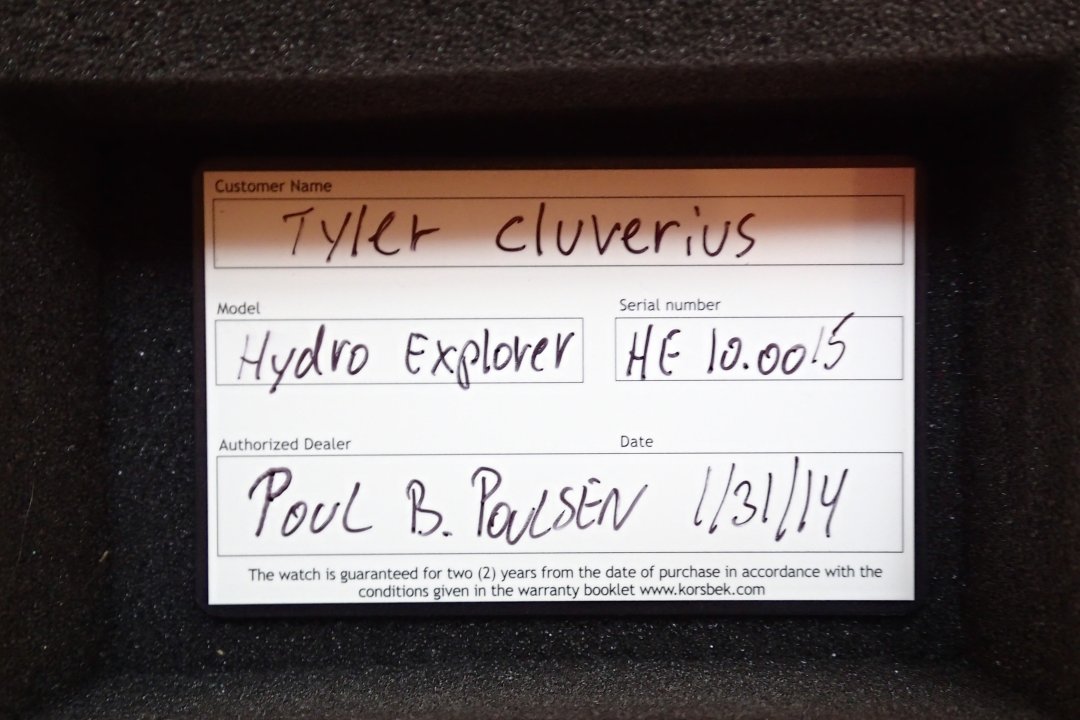 Customer Name
Tyler Cluverius
Model
Serial number
Hydro Explorer
HE 10.0015
Authorized Dealer
Date
Poul B. Poulsen 1/31/14
The watch is guaranteed for two (2) years from the date of purchase in accordance with the
conditions given in the warranty booklet www.korsbek.com